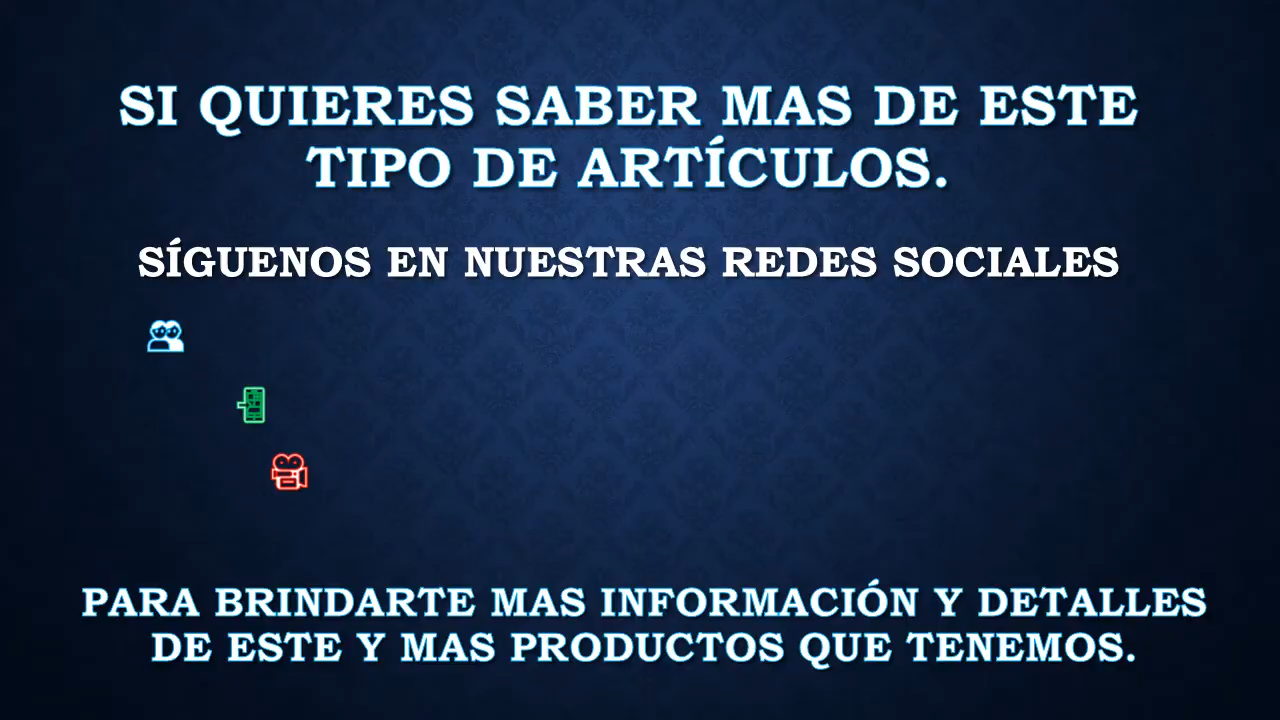 SI QUIERES SABER MAS DE ESTE
TIPO DE ARTÍCULOS.
SÍGUENOS EN NUESTRAS REDES SOCIALES
PARA BRINDARTE MAS INFORMACIÓN Y DETALLES
DE ESTE Y MAS PRODUCTOS QUE TENEMOS.